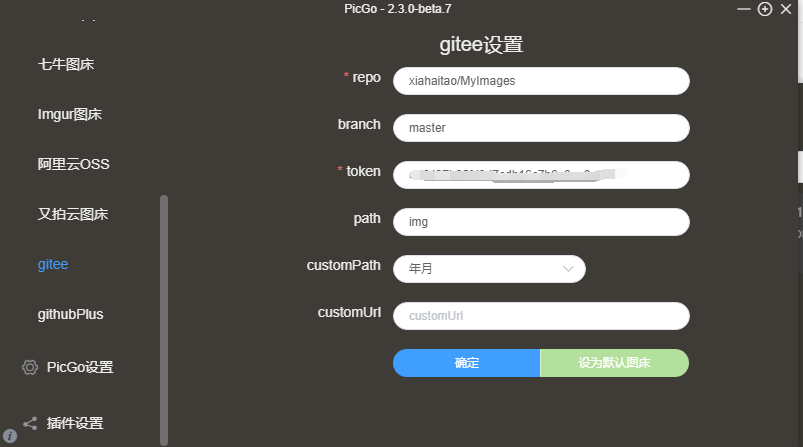 PicGo - 2.3.0-beta.7
七牛图床
Imgur图床
阿里云OSS
又拍云图床
gitee
githubPlus
PicGo设置
插件设置
gitee设置
* repo
xiahaitao/MyImages
branch
master
* token
path
img
customPath
年月
customUrl
customUrl
确定
设为默认图床